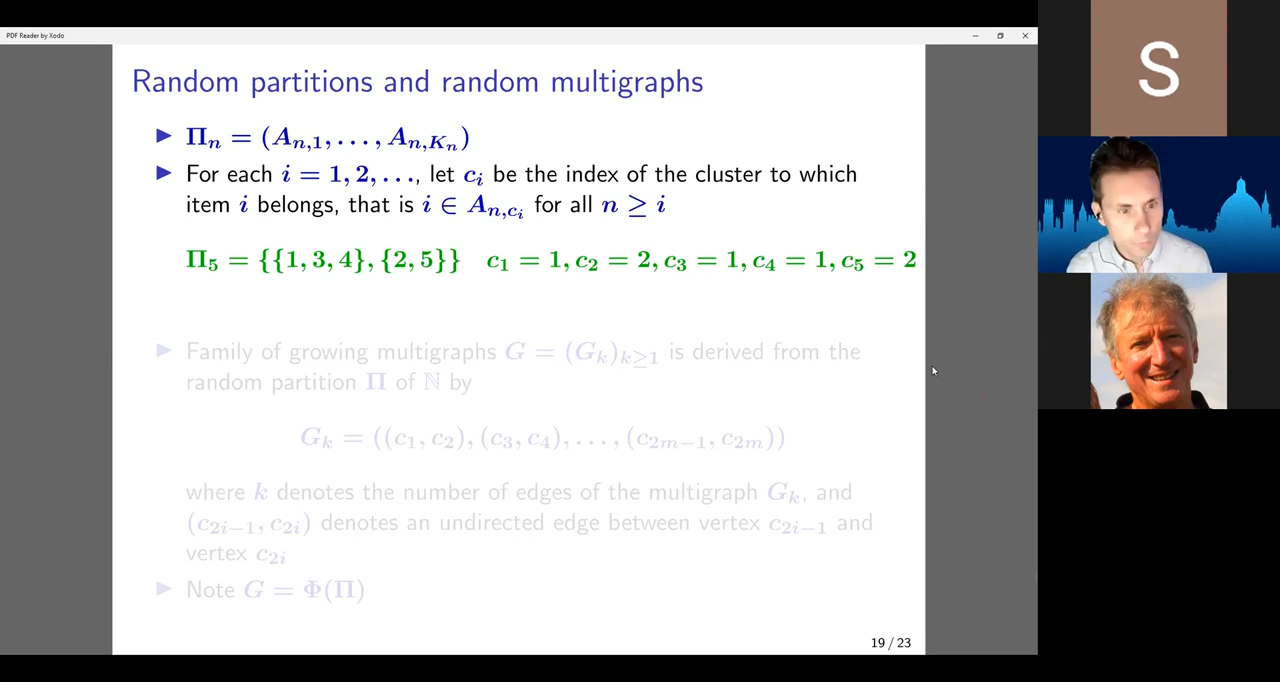 PDF Reader by Xodo
Random partitions and random multigraphs
▶ Πₙ = (Aₙ,₁, . . . , A_{n,Kₙ})
▶ For each i = 1, 2, . . ., let cᵢ be the index of the cluster to which
item i belongs, that is i ∈ A_{n,cᵢ} for all n ≥ i
Π₅ = {{1, 3, 4}, {2, 5}} c₁ = 1, c₂ = 2, c₃ = 1, c₄ = 1, c₅ = 2
▶ Family of growing multigraphs G = (Gₖ)ₖ≥₁ is derived from the
random partition Π of ℕ by
Gₖ = ((c₁, c₂), (c₃, c₄), . . . , (c₂ₘ₋₁, c₂ₘ))
where k denotes the number of edges of the multigraph Gₖ, and
(c₂ᵢ₋₁, c₂ᵢ) denotes an undirected edge between vertex c₂ᵢ₋₁ and
vertex c₂ᵢ
▶ Note G = Φ(Π)
19 / 23
S